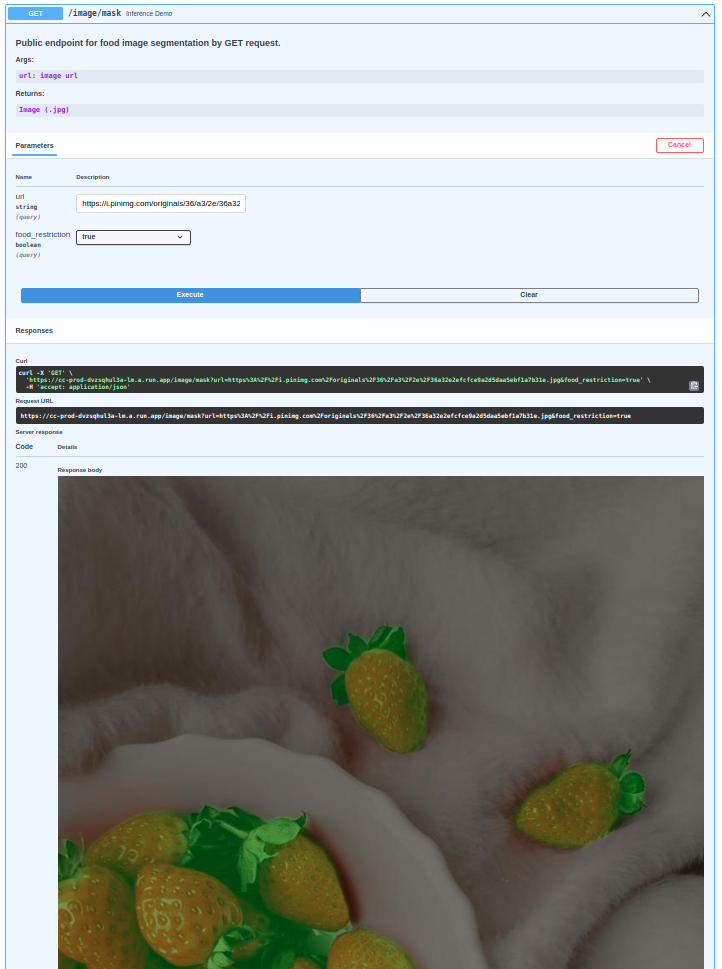 GET /image/mask Inference Demo
Public endpoint for food image segmentation by GET request.
Args:
url: image url
Returns:
Image (.jpg)
Parameters
Cancel
Name Description
url
string
(query)
https://i.pinimg.com/originals/36/a3/2e/36a32
food_restriction
boolean
(query)
true
Execute Clear
Responses
Curl
curl -X 'GET' \
'https://cc-prod-dvzsqhul3a-lm.a.run.app/image/mask?url=https%3A%2F%2Fi.pinimg.com%2Foriginals%2F36%2Fa3%2F2e%2F36a32e2efcfce9a2d5daa5ebf1a7b31e.jpg&food_restriction=true' \
-H 'accept: application/json'
Request URL
https://cc-prod-dvzsqhul3a-lm.a.run.app/image/mask?url=https%3A%2F%2Fi.pinimg.com%2Foriginals%2F36%2Fa3%2F2e%2F36a32e2efcfce9a2d5daa5ebf1a7b31e.jpg&food_restriction=true
Server response
Code Details
200
Response body